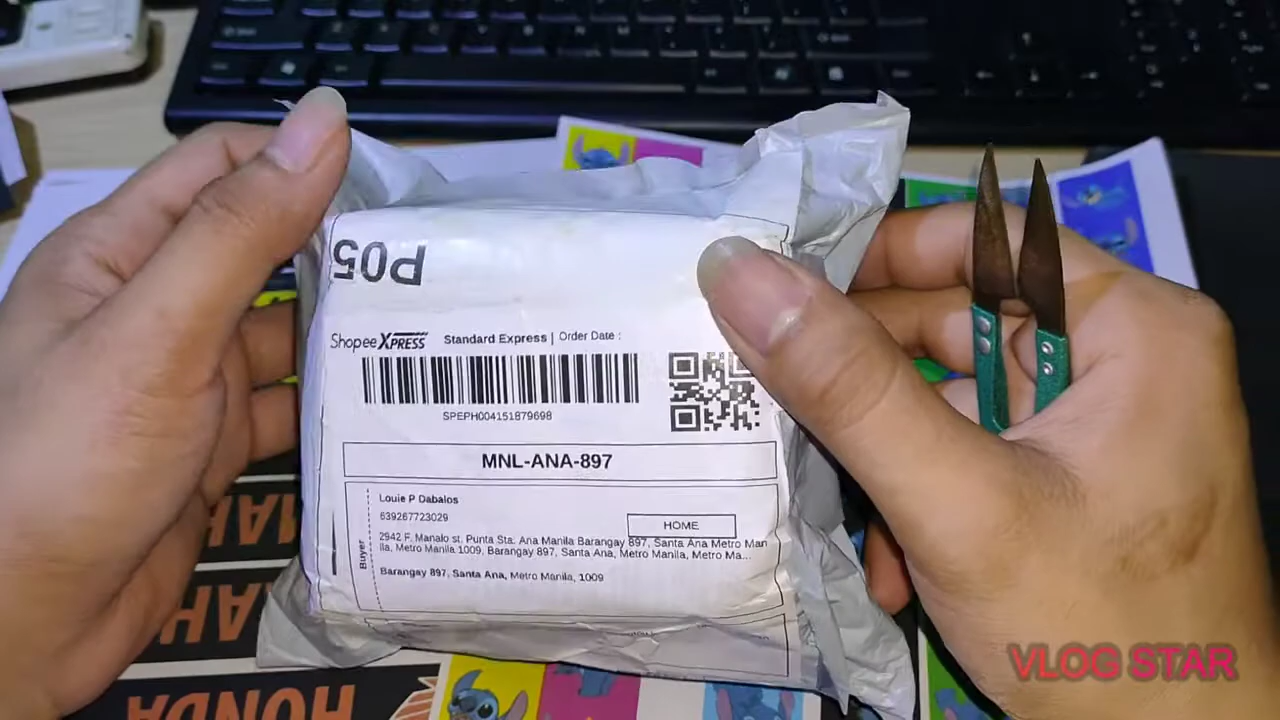 P05
Shopee XPRESS Standard Express | Order Date :
SPEPH004151879698
MNL-ANA-897
Louie P Dabalos
639267723029
HOME
2942 F. Manalo st. Punta Sta. Ana Manila Barangay 897, Santa Ana Metro Man
ila, Metro Manila 1009, Barangay 897, Santa Ana, Metro Manila, Metro Ma...
Buyer
Barangay 897, Santa Ana, Metro Manila, 1009
HONDA
VLOG STAR